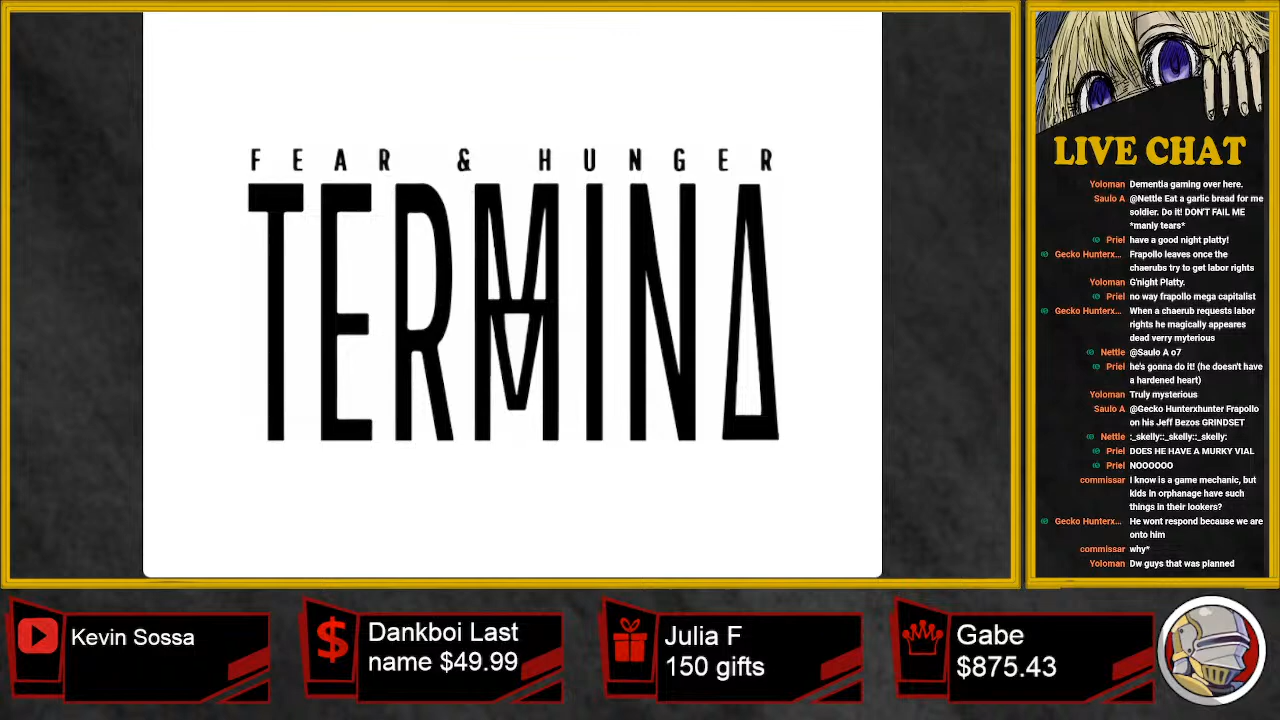 FEAR & HUNGER
TERMINA
LIVE CHAT
Yoloman Dementia gaming over here.
Saulo A @Nettle Eat a garlic bread for me
soldier. Do it! DON'T FAIL ME
*manly tears*
Priel have a good night platty!
Gecko Hunterx... Frapollo leaves once the
chaerubs try to get labor rights
Yoloman G'night Platty.
Priel no way frapollo mega capitalist
Gecko Hunterx... When a chaerub requests labor
rights he magically appeares
dead verry myterious
Nettle @Saulo A o7
Priel he's gonna do it! (he doesn't have
a hardened heart)
Yoloman Truly mysterious
Saulo A @Gecko Hunterxhunter Frapollo
on his Jeff Bezos GRINDSET
Nettle :_skelly::_skelly::_skelly:
Priel DOES HE HAVE A MURKY VIAL
Priel NOOOOOO
commissar I know is a game mechanic, but
kids in orphanage have such
things in their lookers?
Gecko Hunterx... He wont respond because we are
onto him
commissar why*
Yoloman Dw guys that was planned
Kevin Sossa
Dankboi Last
name $49.99
Julia F
150 gifts
Gabe
$875.43